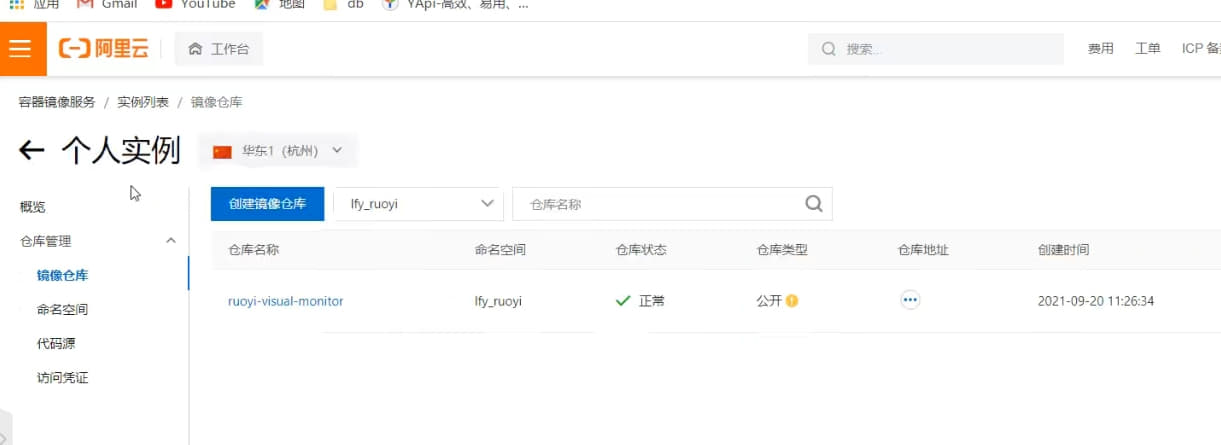 应用 Gmail YouTube 地图 db YApi-高效、易用、...
阿里云 工作台 搜索... 费用 工单 ICP 备
容器镜像服务 / 实例列表 / 镜像仓库
个人实例 华东1（杭州）
概览
仓库管理
镜像仓库
命名空间
代码源
访问凭证
创建镜像仓库 lfy_ruoyi 仓库名称
仓库名称 命名空间 仓库状态 仓库类型 仓库地址 创建时间
ruoyi-visual-monitor lfy_ruoyi 正常 公开 2021-09-20 11:26:34